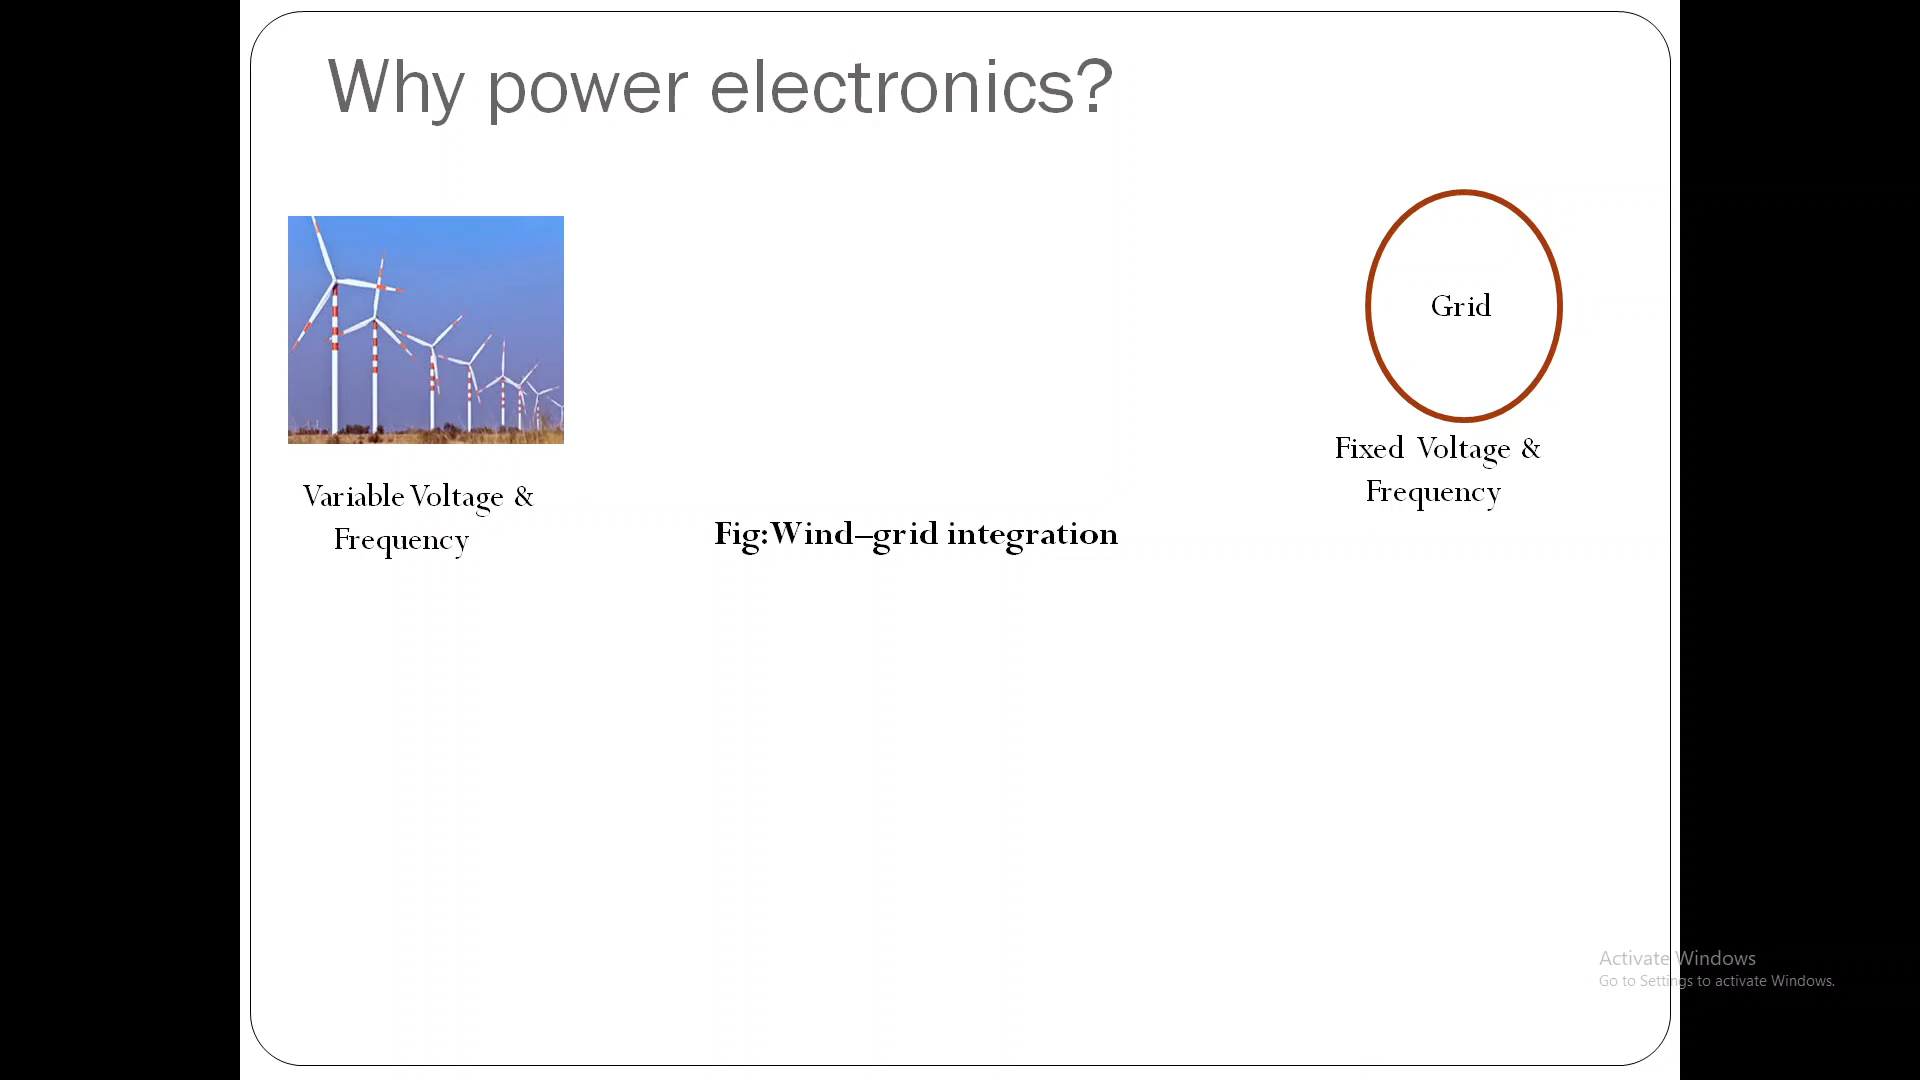 Why power electronics?
Grid
Fixed Voltage &
Frequency
Variable Voltage &
Frequency
Fig:Wind–grid integration
Activate Windows
Go to Settings to activate Windows.